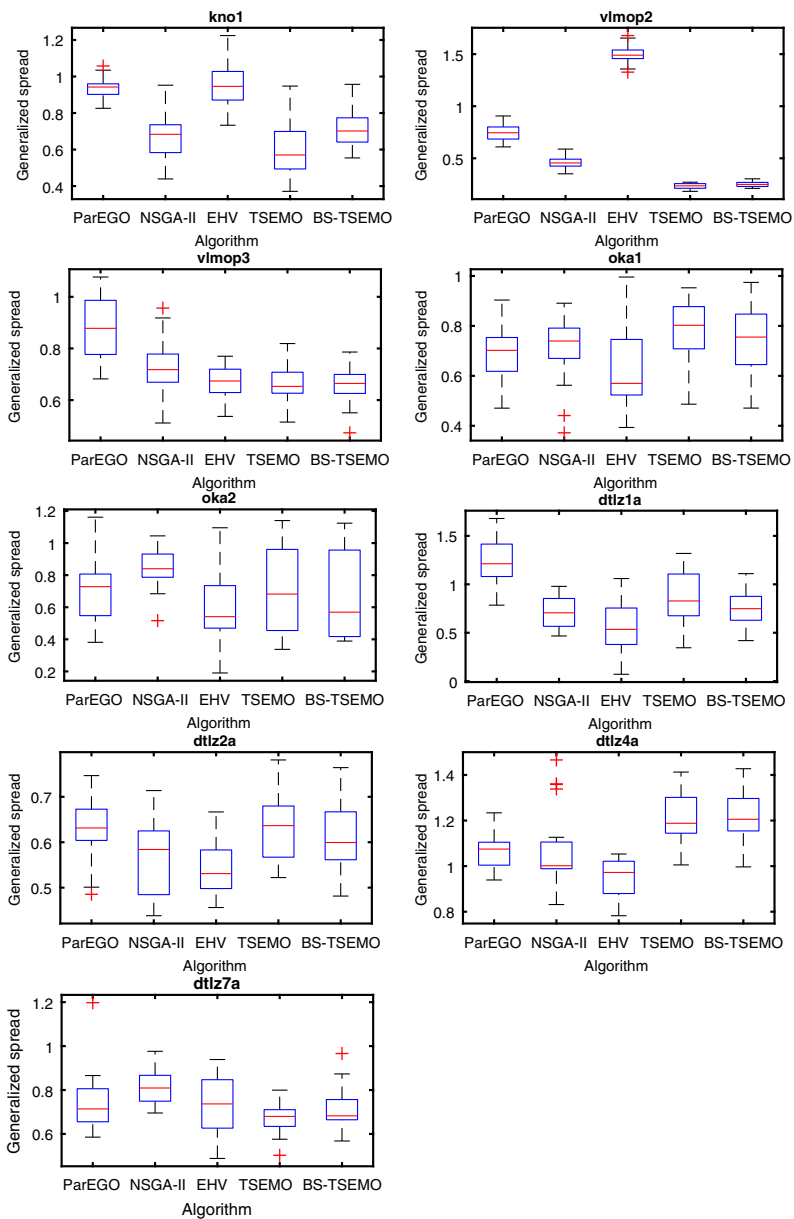 kno1
Generalized spread
1.2
1
0.8
0.6
0.4
ParEGO NSGA-II EHV TSEMO BS-TSEMO
Algorithm
vlmop2
Generalized spread
1.5
1
0.5
ParEGO NSGA-II EHV TSEMO BS-TSEMO
Algorithm
vlmop3
Generalized spread
1
0.8
0.6
ParEGO NSGA-II EHV TSEMO BS-TSEMO
Algorithm
oka1
Generalized spread
1
0.8
0.6
0.4
ParEGO NSGA-II EHV TSEMO BS-TSEMO
Algorithm
oka2
Generalized spread
1.2
1
0.8
0.6
0.4
0.2
ParEGO NSGA-II EHV TSEMO BS-TSEMO
Algorithm
dtlz1a
Generalized spread
1.5
1
0.5
0
ParEGO NSGA-II EHV TSEMO BS-TSEMO
Algorithm
dtlz2a
Generalized spread
0.7
0.6
0.5
ParEGO NSGA-II EHV TSEMO BS-TSEMO
Algorithm
dtlz4a
Generalized spread
1.4
1.2
1
0.8
ParEGO NSGA-II EHV TSEMO BS-TSEMO
Algorithm
dtlz7a
Generalized spread
1.2
1
0.8
0.6
ParEGO NSGA-II EHV TSEMO BS-TSEMO
Algorithm